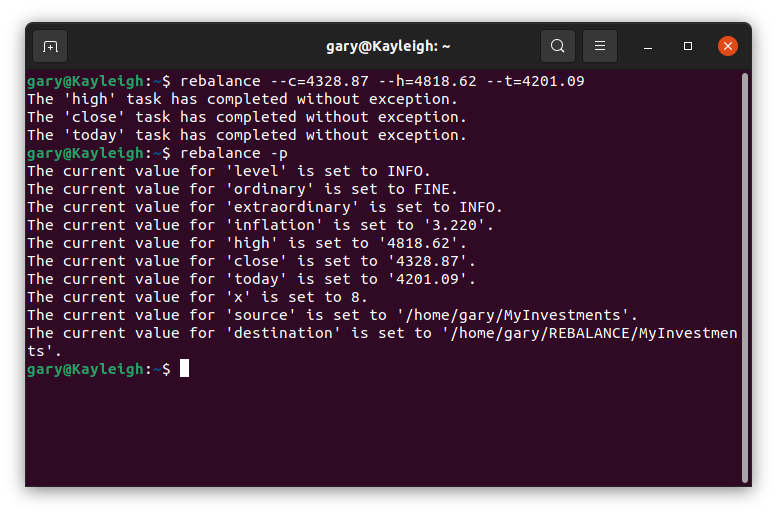 gary@Kayleigh: ~
gary@Kayleigh:~$ rebalance --c=4328.87 --h=4818.62 --t=4201.09
The 'high' task has completed without exception.
The 'close' task has completed without exception.
The 'today' task has completed without exception.
gary@Kayleigh:~$ rebalance -p
The current value for 'level' is set to INFO.
The current value for 'ordinary' is set to FINE.
The current value for 'extraordinary' is set to INFO.
The current value for 'inflation' is set to '3.220'.
The current value for 'high' is set to '4818.62'.
The current value for 'close' is set to '4328.87'.
The current value for 'today' is set to '4201.09'.
The current value for 'x' is set to 8.
The current value for 'source' is set to '/home/gary/MyInvestments'.
The current value for 'destination' is set to '/home/gary/REBALANCE/MyInvestmen
ts'.
gary@Kayleigh:~$